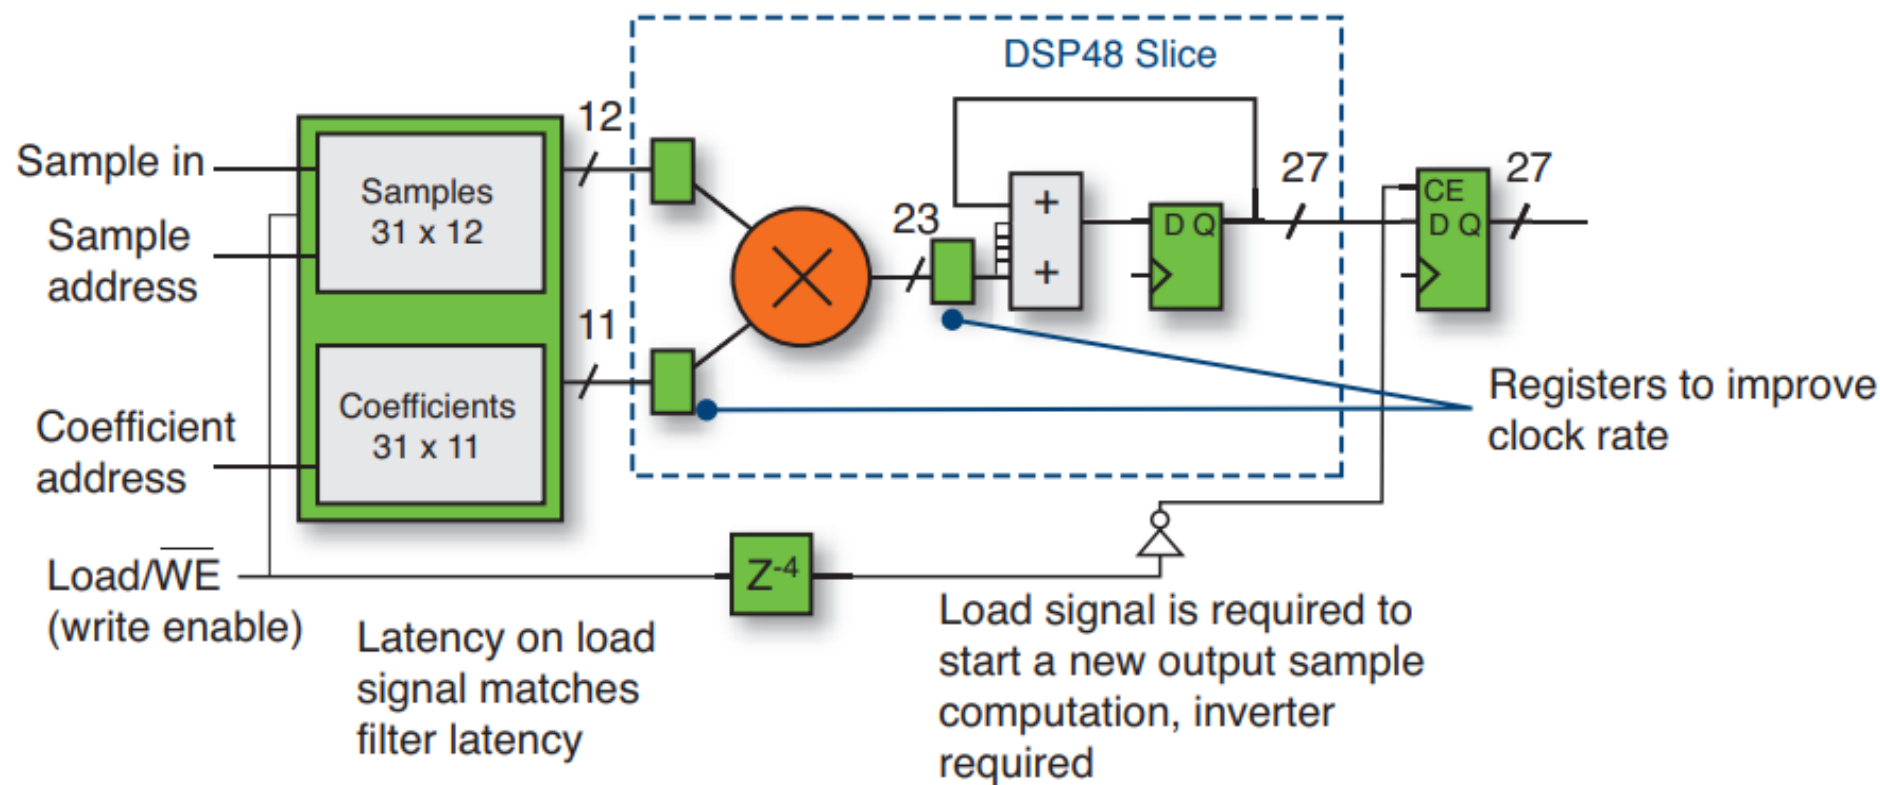 DSP48 Slice
12
Sample in
Samples
31 x 12
Sample
address
27
CE
D Q
27
23
+
+
D Q
11
Coefficients
31 x 11
Coefficient
address
Registers to improve
clock rate
Load/W̅E̅
(write enable)
Z⁻⁴
Latency on load
signal matches
filter latency
Load signal is required to
start a new output sample
computation, inverter
required